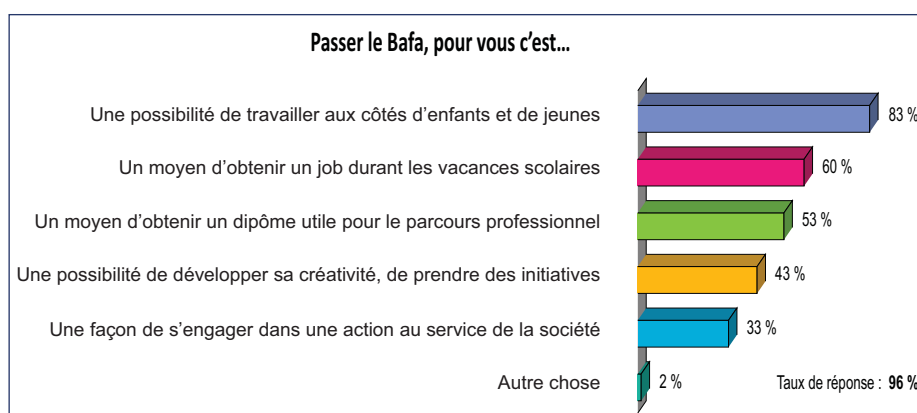 Passer le Bafa, pour vous c'est...
Une possibilité de travailler aux côtés d'enfants et de jeunes 83 %
Un moyen d'obtenir un job durant les vacances scolaires 60 %
Un moyen d'obtenir un dipôme utile pour le parcours professionnel 53 %
Une possibilité de développer sa créativité, de prendre des initiatives 43 %
Une façon de s'engager dans une action au service de la société 33 %
Autre chose 2 % Taux de réponse : 96 %